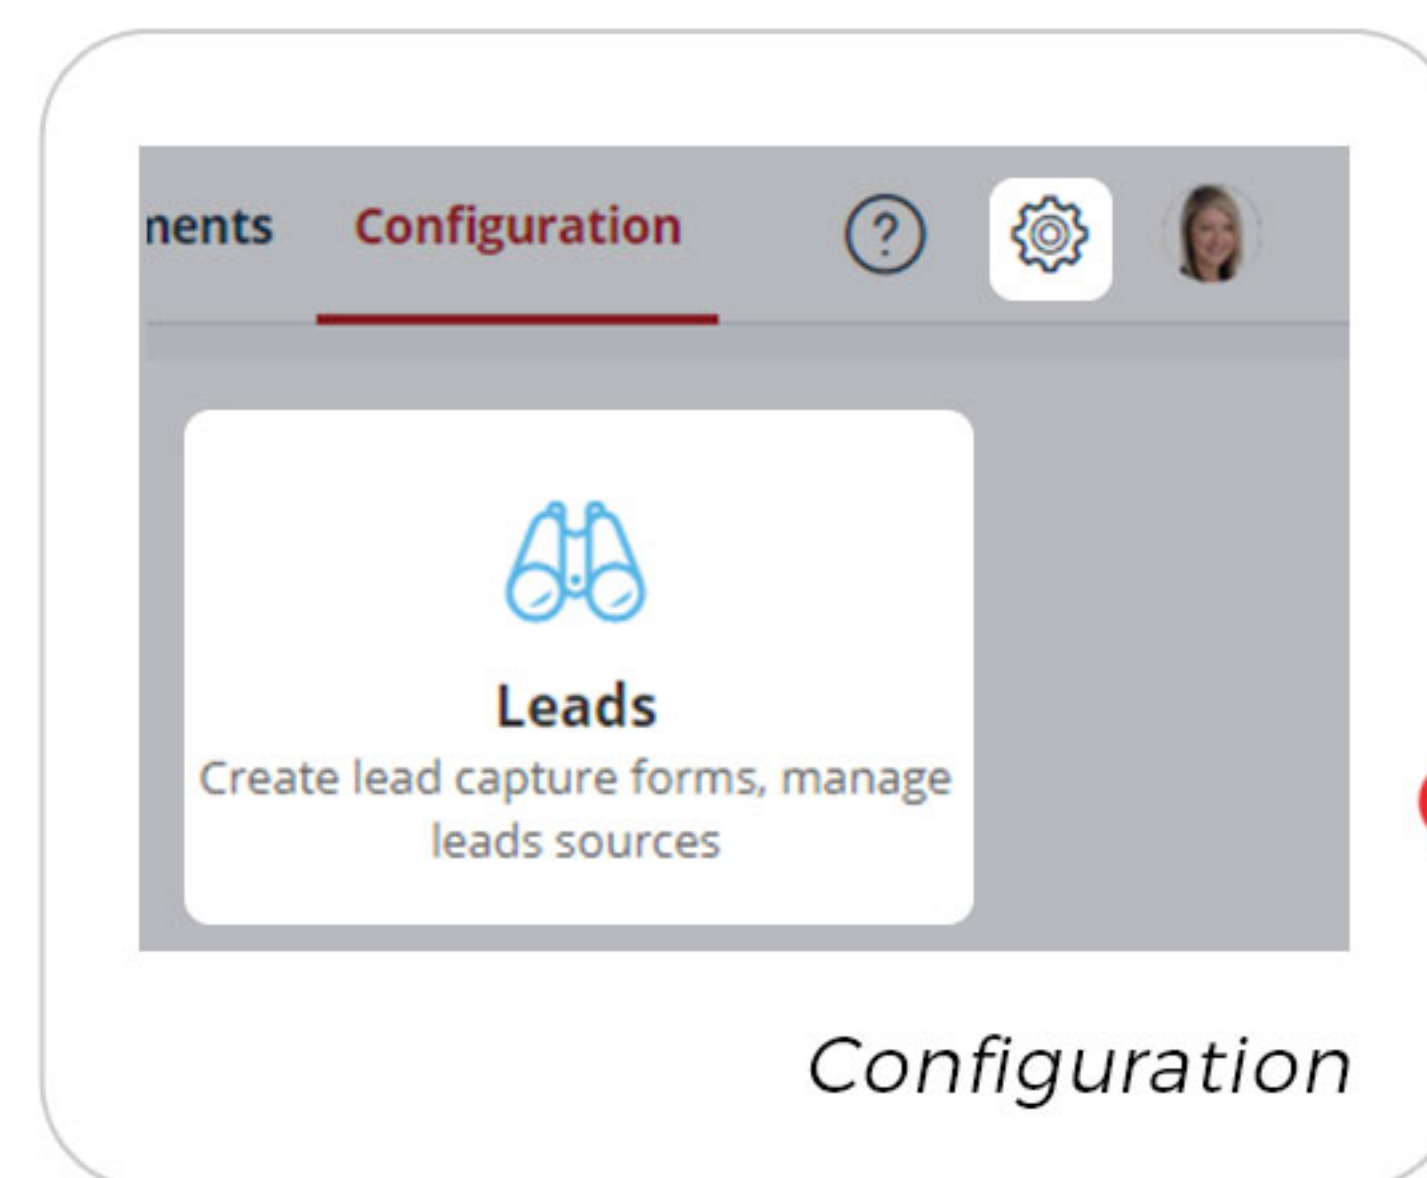 nents Configuration ?
Leads
Create lead capture forms, manage
leads sources
Configuration